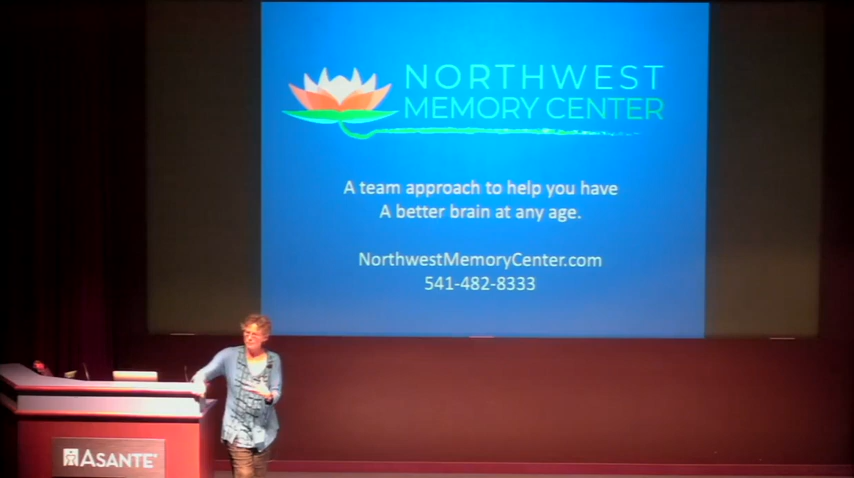 NORTHWEST
MEMORY CENTER
A team approach to help you have
A better brain at any age.
NorthwestMemoryCenter.com
541-482-8333
ASANTE